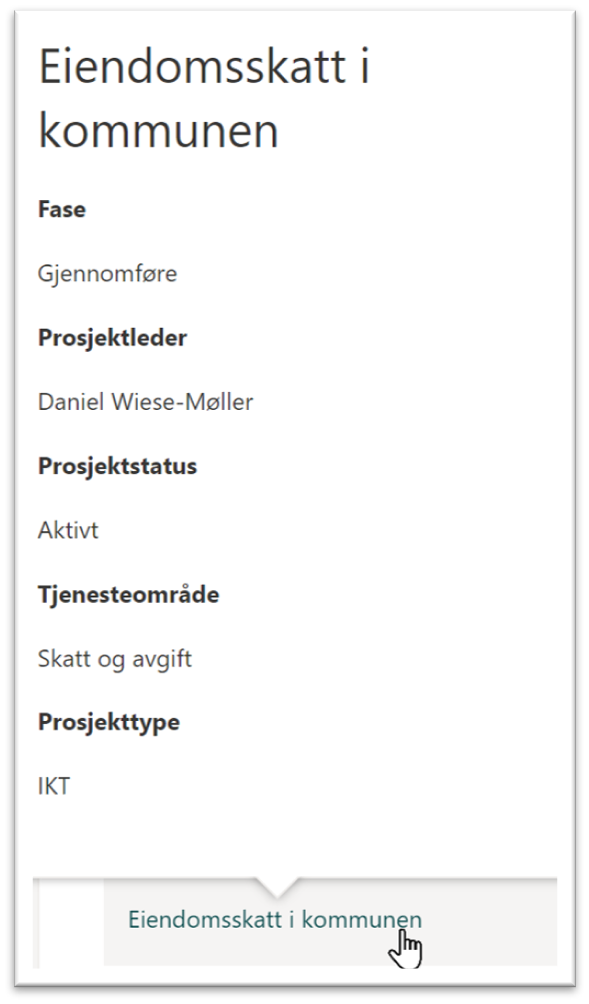 Eiendomsskatt i
kommunen
Fase
Gjennomføre
Prosjektleder
Daniel Wiese-Møller
Prosjektstatus
Aktivt
Tjenesteområde
Skatt og avgift
Prosjekttype
IKT
Eiendomsskatt i kommunen